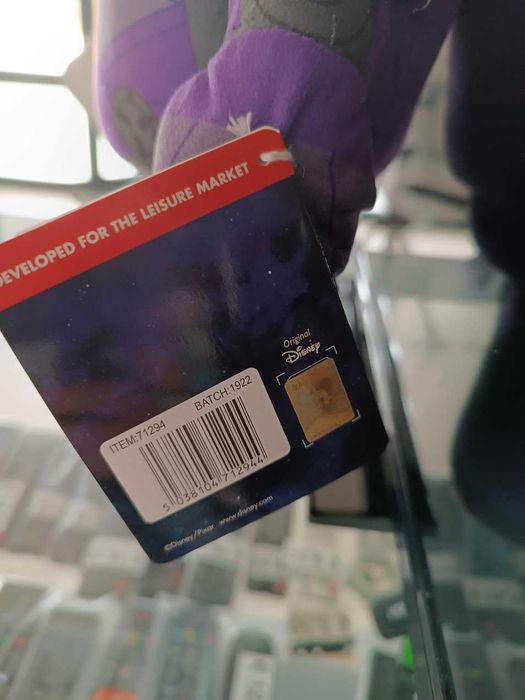 DEVELOPED FOR THE LEISURE MARKET
Original
Disney
ITEM:71294
BATCH:1922
5 038104 712944
©Disney/Pixar www.disney.com